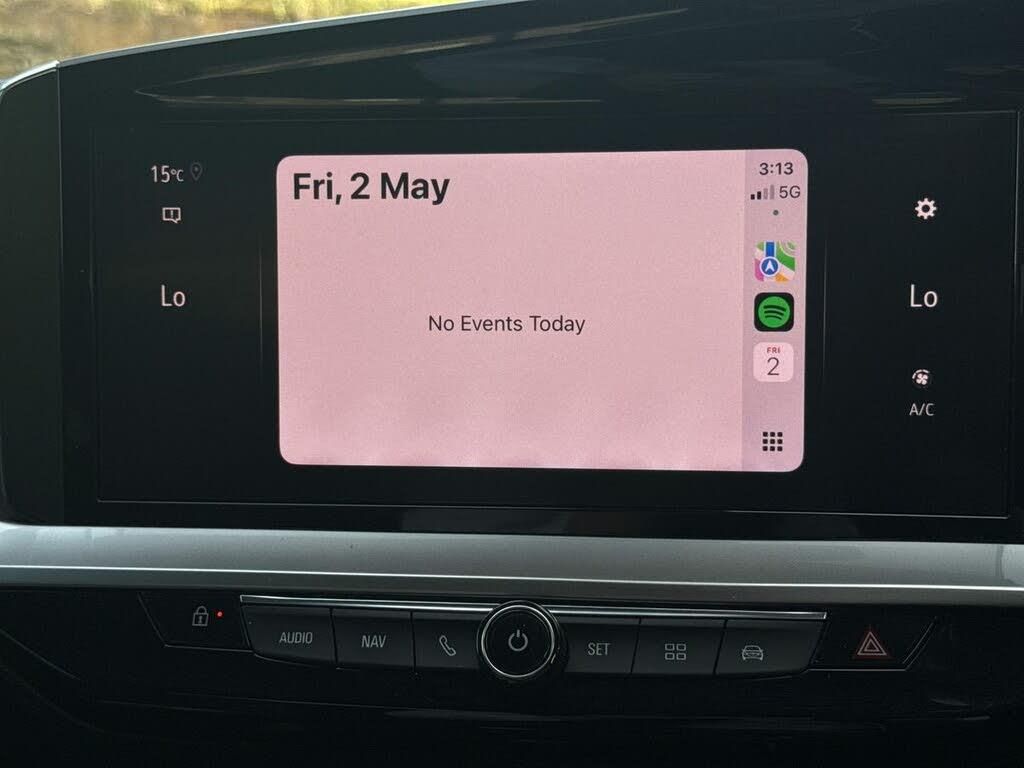 15°C
Lo
Fri, 2 May
No Events Today
3:13
5G
FRI
2
Lo
A/C
AUDIO
NAV
SET